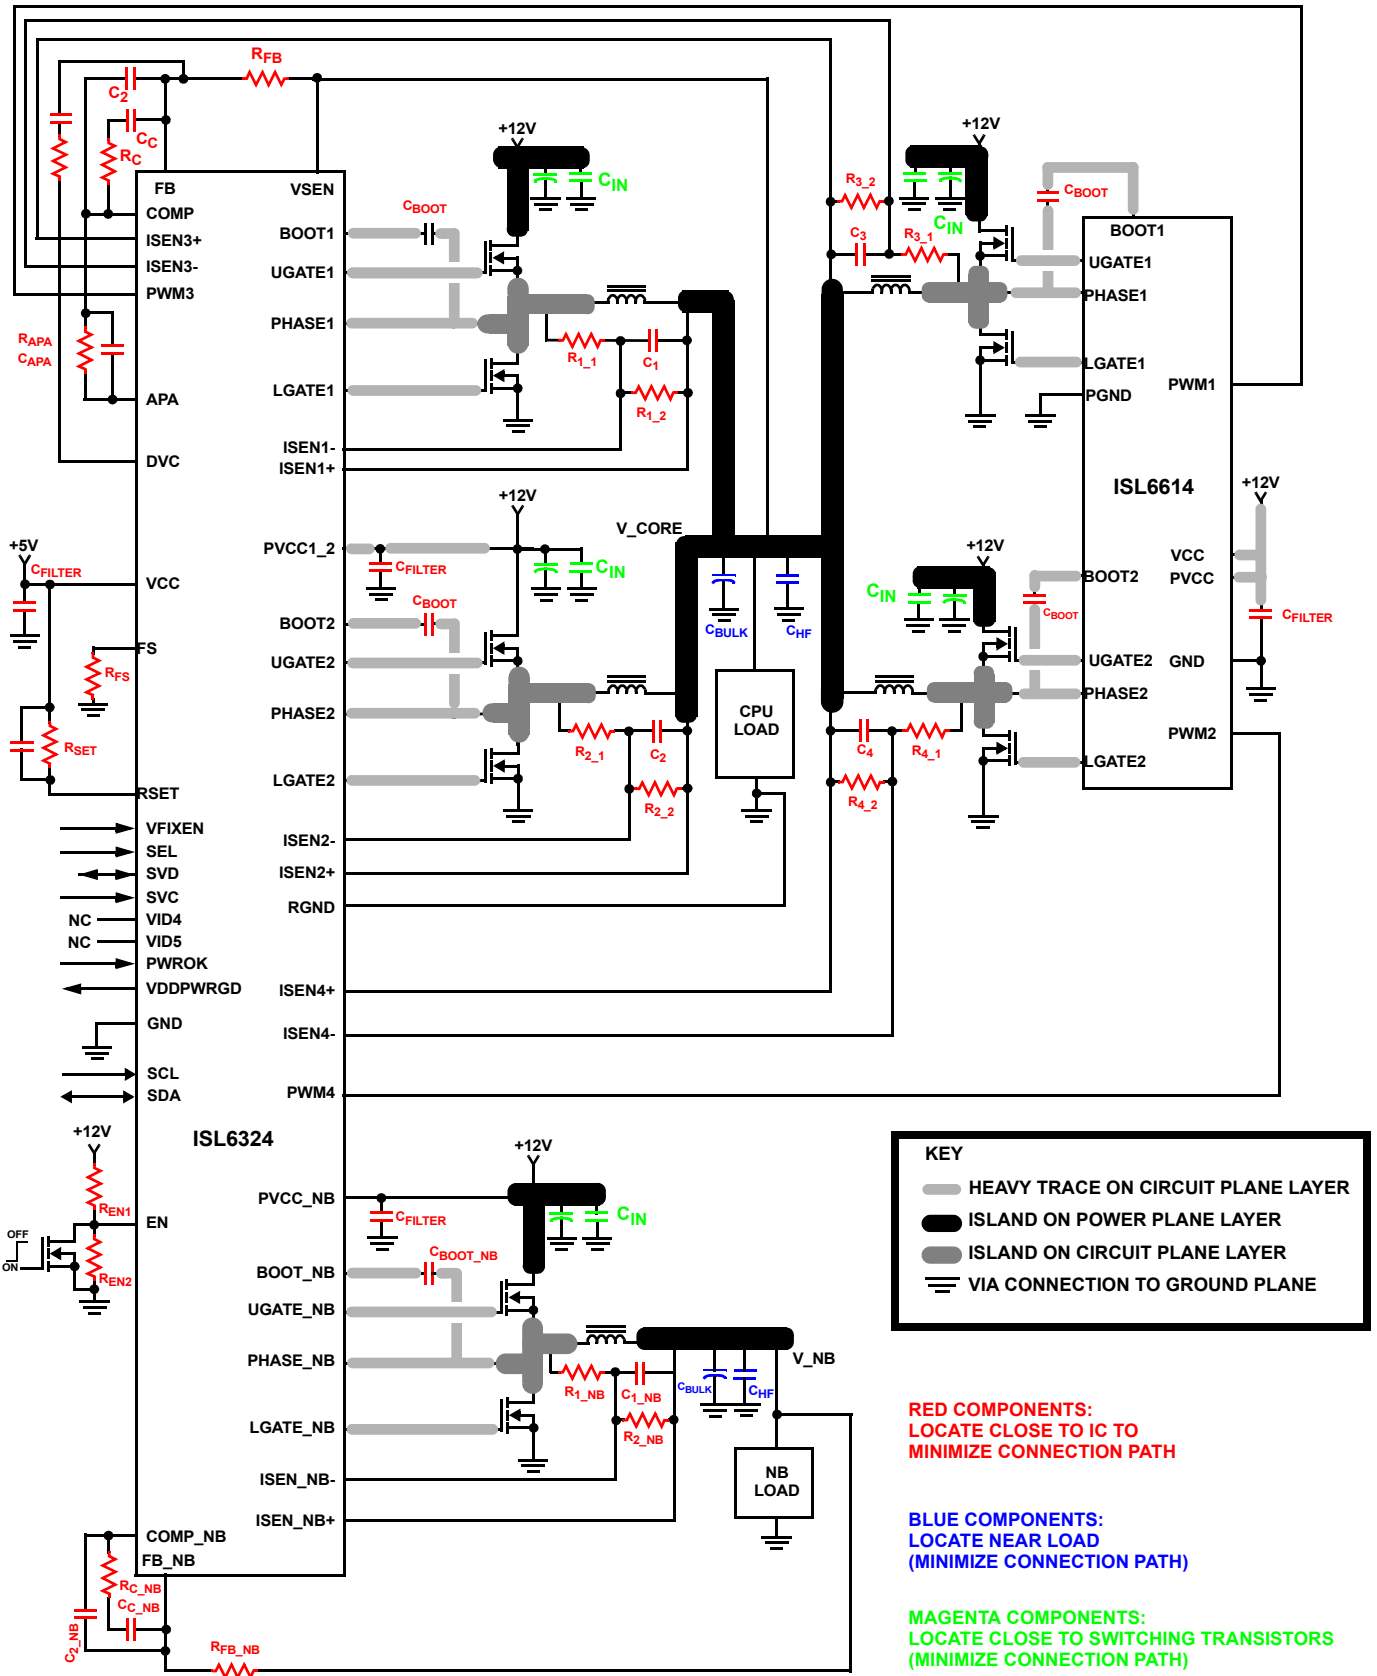 RFB
C2
CC
RC
FB
VSEN
COMP
ISEN3+
ISEN3-
PWM3
RAPA
CAPA
APA
DVC
BOOT1
UGATE1
PHASE1
LGATE1
ISEN1-
ISEN1+
CBOOT
+12V
CIN
R1_1
C1
R1_2
+12V
PVCC1_2
CFILTER
CIN
BOOT2
CBOOT
UGATE2
PHASE2
LGATE2
R2_1
C2
R2_2
ISEN2-
ISEN2+
RGND
ISEN4+
ISEN4-
PWM4
+5V
CFILTER
VCC
FS
RFS
RSET
RSET
VFIXEN
SEL
SVD
SVC
NC
VID4
NC
VID5
PWROK
VDDPWRGD
GND
SCL
SDA
+12V
ISL6324
REN1
EN
OFF
ON
REN2
V_CORE
CBULK
CHF
CPU
LOAD
+12V
R3_2
CIN
C3
R3_1
CBOOT
BOOT1
UGATE1
PHASE1
LGATE1
PGND
PWM1
ISL6614
+12V
+12V
VCC
PVCC
CIN
BOOT2
CBOOT
CFILTER
UGATE2
GND
PHASE2
PWM2
LGATE2
C4
R4_1
R4_2
+12V
PVCC_NB
CFILTER
CIN
BOOT_NB
CBOOT_NB
UGATE_NB
PHASE_NB
LGATE_NB
V_NB
R1_NB
C1_NB
R2_NB
CBULK
CHF
ISEN_NB-
ISEN_NB+
NB
LOAD
COMP_NB
FB_NB
RC_NB
CC_NB
C2_NB
RFB_NB
KEY
HEAVY TRACE ON CIRCUIT PLANE LAYER
ISLAND ON POWER PLANE LAYER
ISLAND ON CIRCUIT PLANE LAYER
VIA CONNECTION TO GROUND PLANE
RED COMPONENTS:
LOCATE CLOSE TO IC TO
MINIMIZE CONNECTION PATH
BLUE COMPONENTS:
LOCATE NEAR LOAD
(MINIMIZE CONNECTION PATH)
MAGENTA COMPONENTS:
LOCATE CLOSE TO SWITCHING TRANSISTORS
(MINIMIZE CONNECTION PATH)